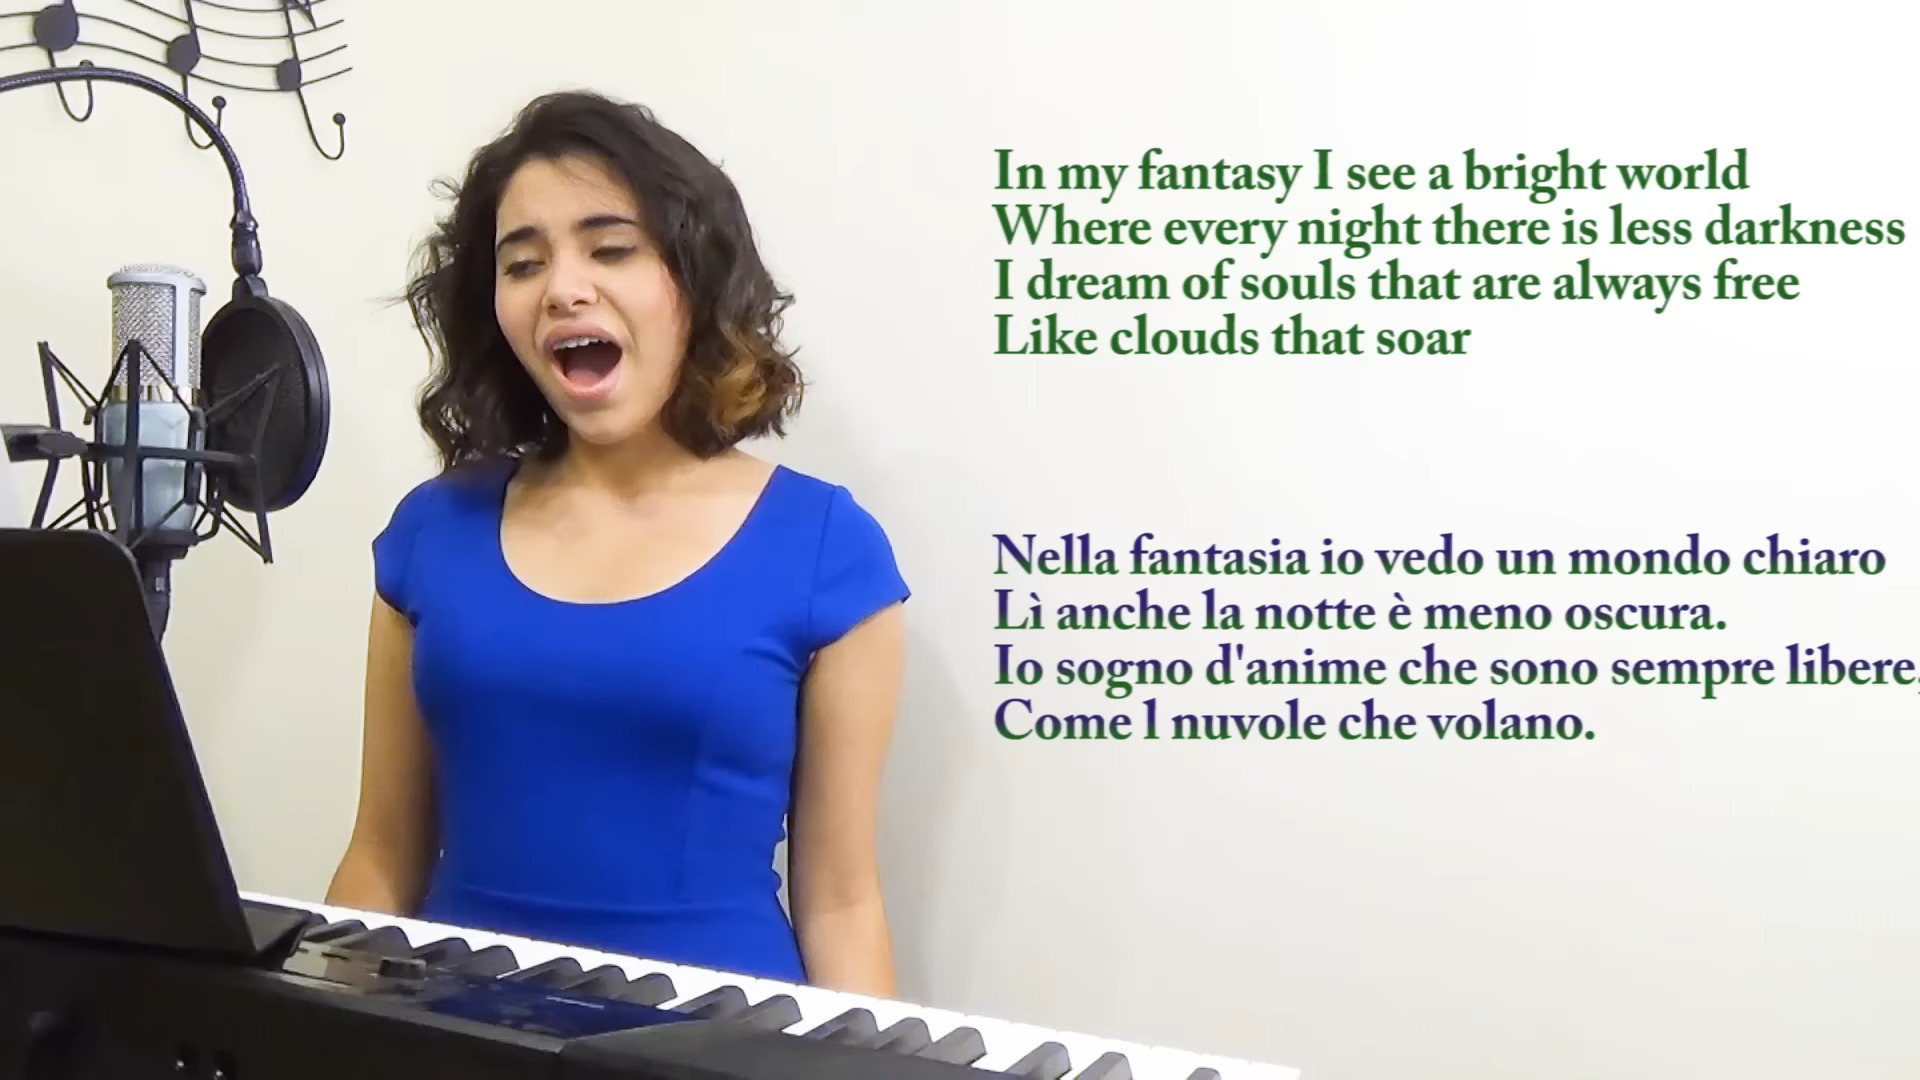 In my fantasy I see a bright world
Where every night there is less darkness
I dream of souls that are always free
Like clouds that soar
Nella fantasia io vedo un mondo chiaro
Lì anche la notte è meno oscura.
Io sogno d'anime che sono sempre libere,
Come l nuvole che volano.